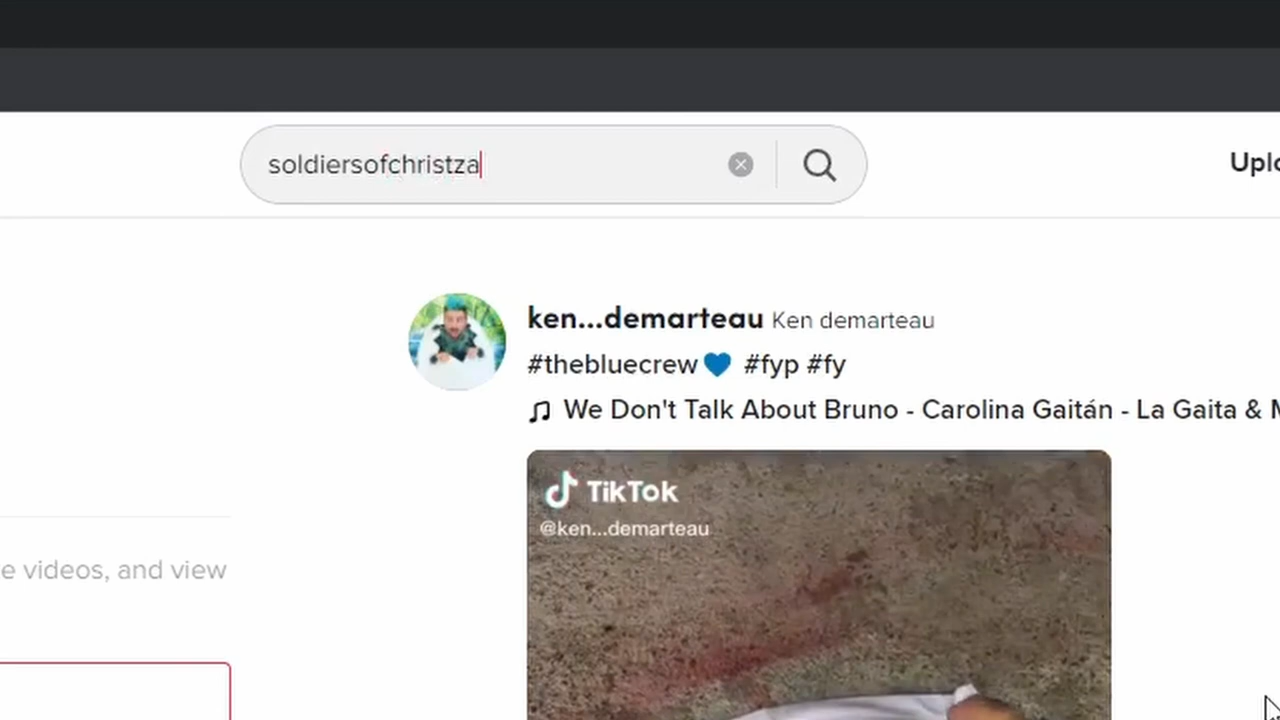 soldiersofchristza
Uplo
ken...demarteau Ken demarteau
#thebluecrew💙 #fyp #fy
We Don't Talk About Bruno - Carolina Gaitán - La Gaita & M
TikTok
@ken...demarteau
e videos, and view